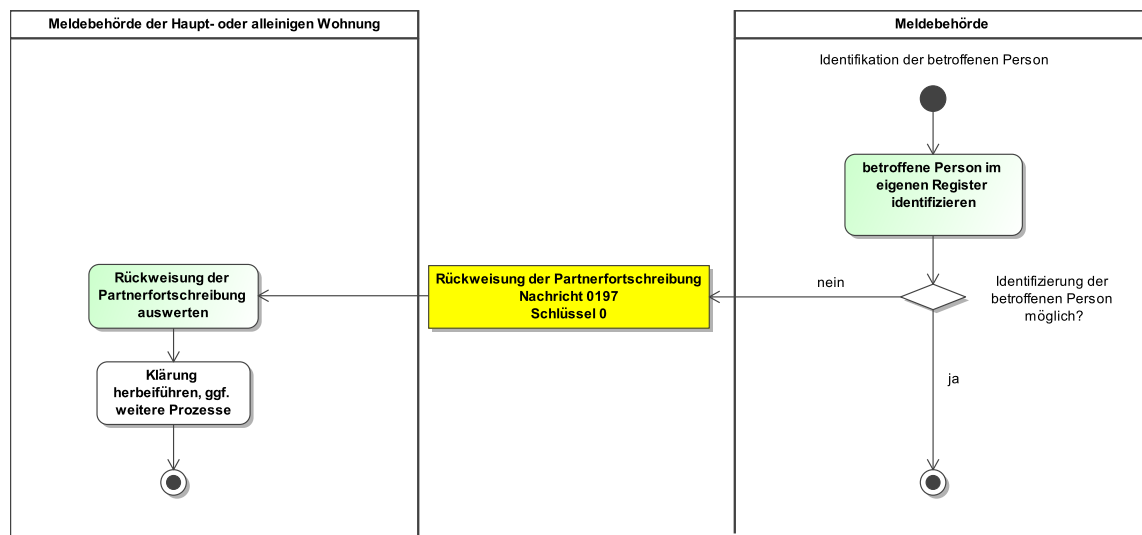 Meldebehörde der Haupt- oder alleinigen Wohnung
Meldebehörde
Identifikation der betroffenen Person
betroffene Person im
eigenen Register
identifizieren
Identifizierung der
betroffenen Person
möglich?
nein
ja
Rückweisung der Partnerfortschreibung
Nachricht 0197
Schlüssel 0
Rückweisung der
Partnerfortschreibung
auswerten
Klärung
herbeiführen, ggf.
weitere Prozesse